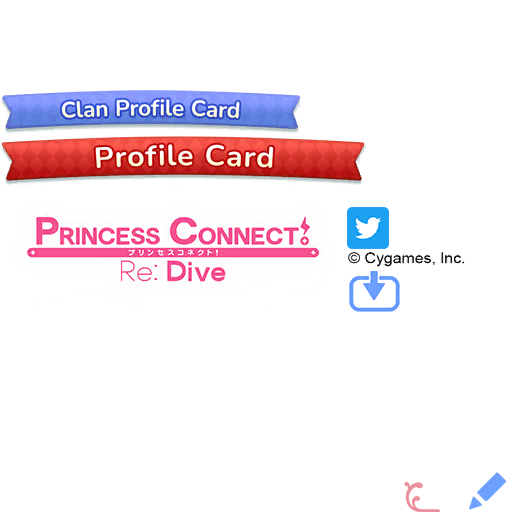 Clan Profile Card
Profile Card
PRINCESS CONNECT!
プリンセスコネクト!
Re: Dive
© Cygames, Inc.